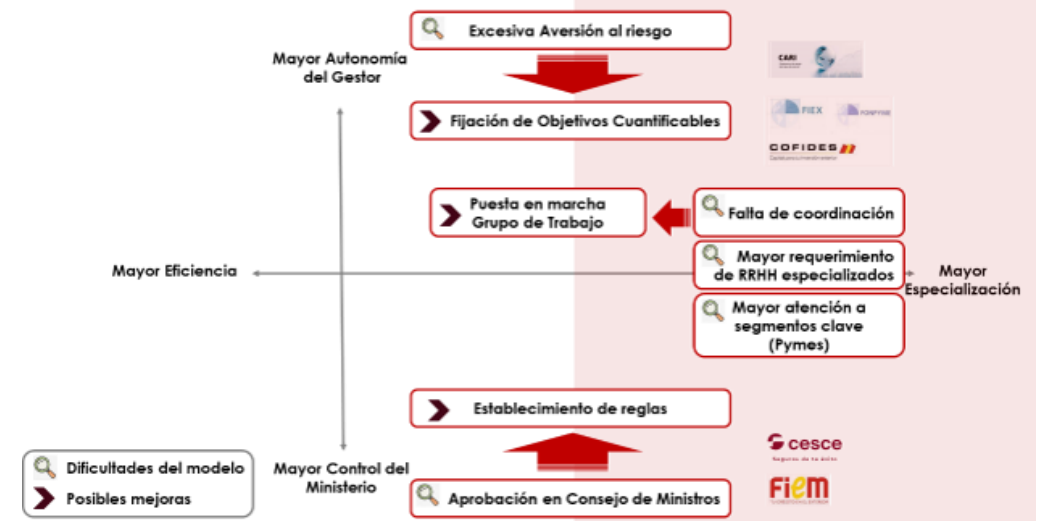 Excesiva Aversión al riesgo
Mayor Autonomía
del Gestor
CARI
Fijación de Objetivos Cuantificables
FIEX
FONPYME
COFIDES
Puesta en marcha
Grupo de Trabajo
Falta de coordinación
Mayor Eficiencia
Mayor requerimiento
de RRHH especializados
Mayor
Especialización
Mayor atención a
segmentos clave
(Pymes)
Establecimiento de reglas
cesce
Dificultades del modelo
Posibles mejoras
Mayor Control del
Ministerio
Aprobación en Consejo de Ministros
Fiem